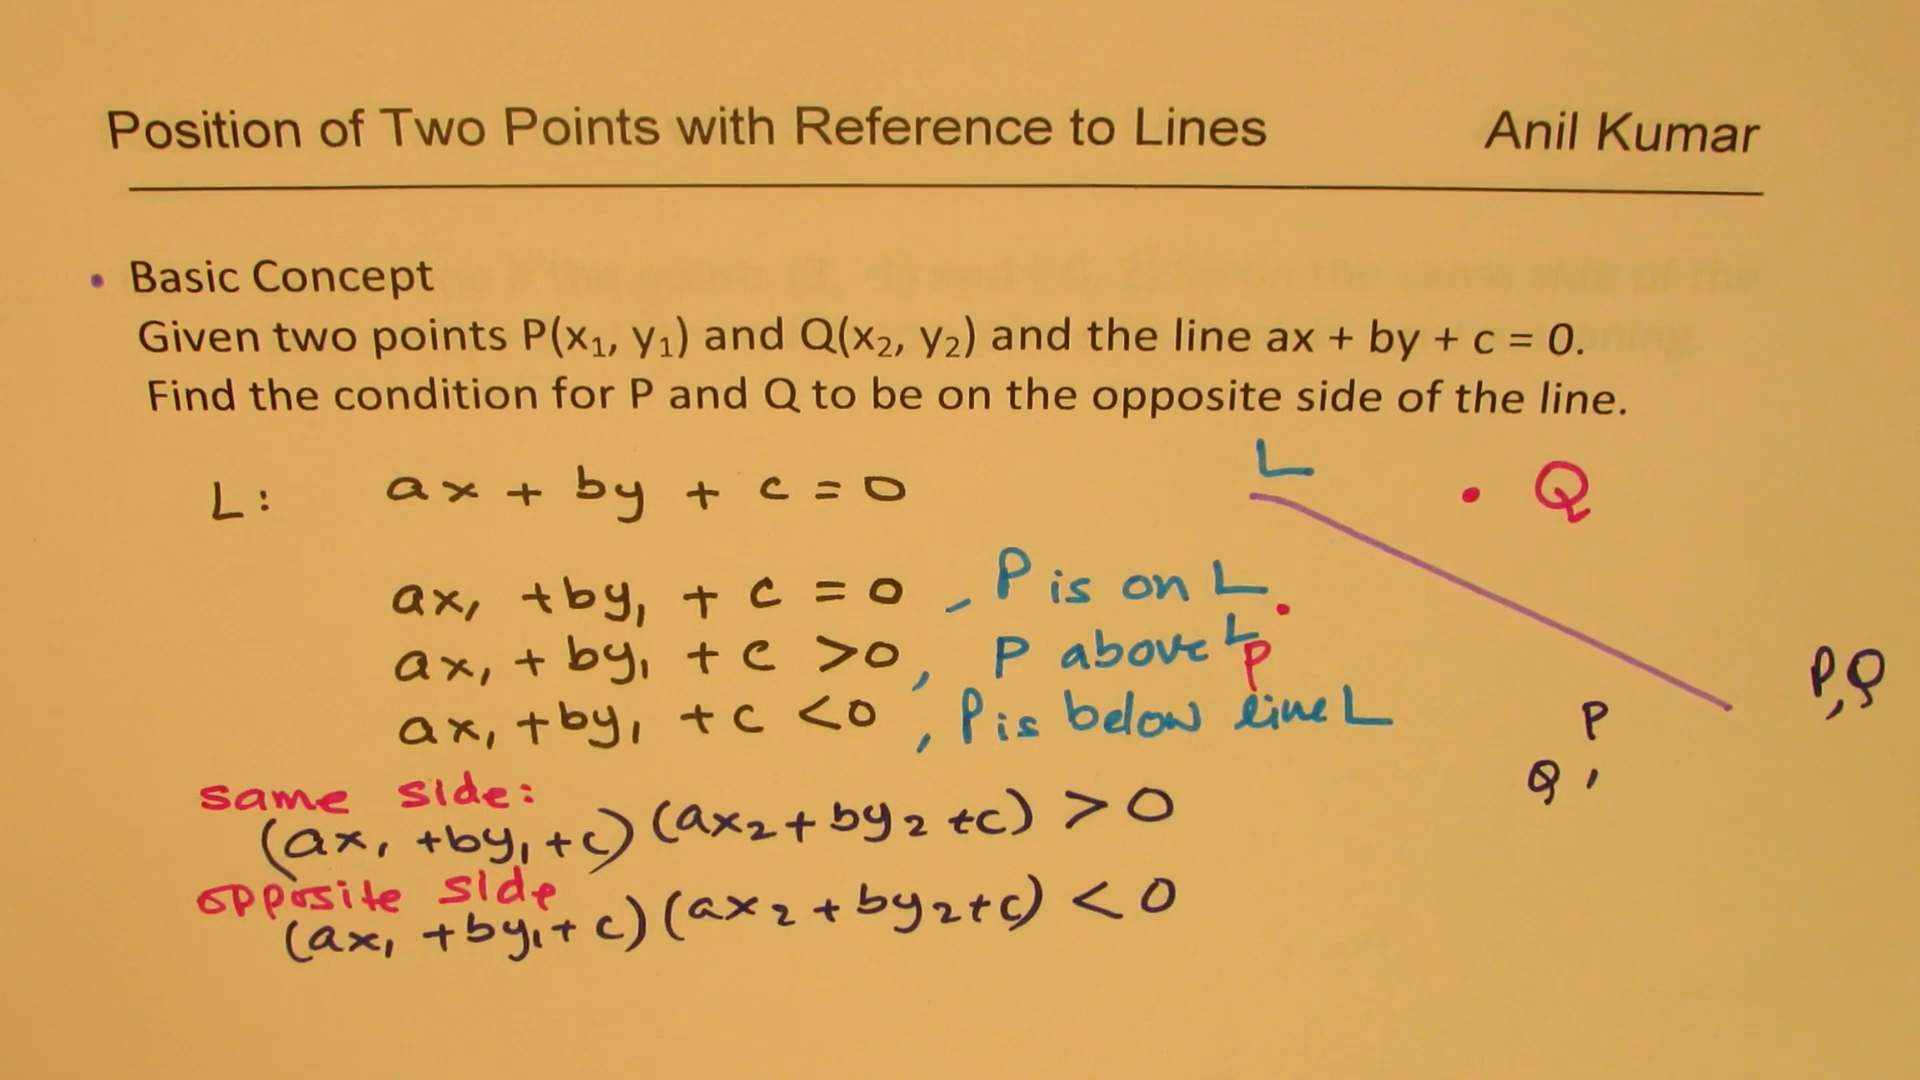 Position of Two Points with Reference to Lines Anil Kumar
• Basic Concept
Given two points P(x₁, y₁) and Q(x₂, y₂) and the line ax + by + c = 0.
Find the condition for P and Q to be on the opposite side of the line.
L: ax + by + c = 0
L
Q
ax₁ + by₁ + c = 0, P is on L
ax₁ + by₁ + c > 0, P above L
P
ax₁ + by₁ + c < 0, P is below line L
P,Q
P
Q,
same side:
(ax₁ + by₁ + c) (ax₂ + by₂ + c) > 0
opposite side
(ax₁ + by₁ + c) (ax₂ + by₂ + c) < 0